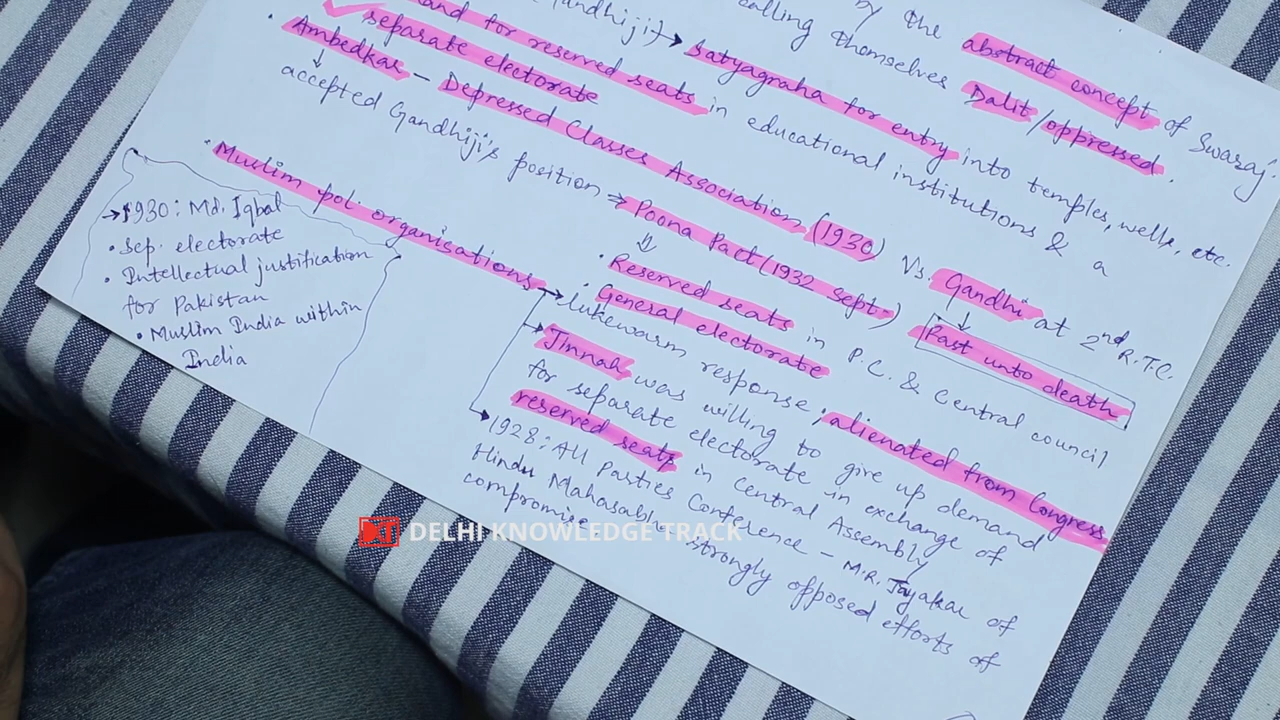 by the abstract concept of Swaraj.
calling themselves Dalit/oppressed.
Gandhiji) → satyagraha for entry into temples, wells, etc.
and for reserved seats in educational institutions & a
separate electorate
• Ambedkar – Depressed Classes Association (1930) Vs. Gandhi at 2nd R.T.C.
↓
accepted Gandhiji's position ⇒ Poona Pact (1932 Sept.)
Fast unto death
• Reserved seats in P.C. & Central council
• General electorate
• Muslim pol. organisations → lukewarm response, alienated from Congress
→ Jinnah was willing to give up demand
for separate electorate in exchange of
reserved seats in Central Assembly
→ 1928: All Parties Conference – M.R. Jayakar of
Hindu Mahasabha strongly opposed efforts of
compromise.
→ 1930: Md. Iqbal
• Sep. electorate
• Intellectual justification
for Pakistan
• Muslim India within
India
DKT DELHI KNOWLEDGE TRACK